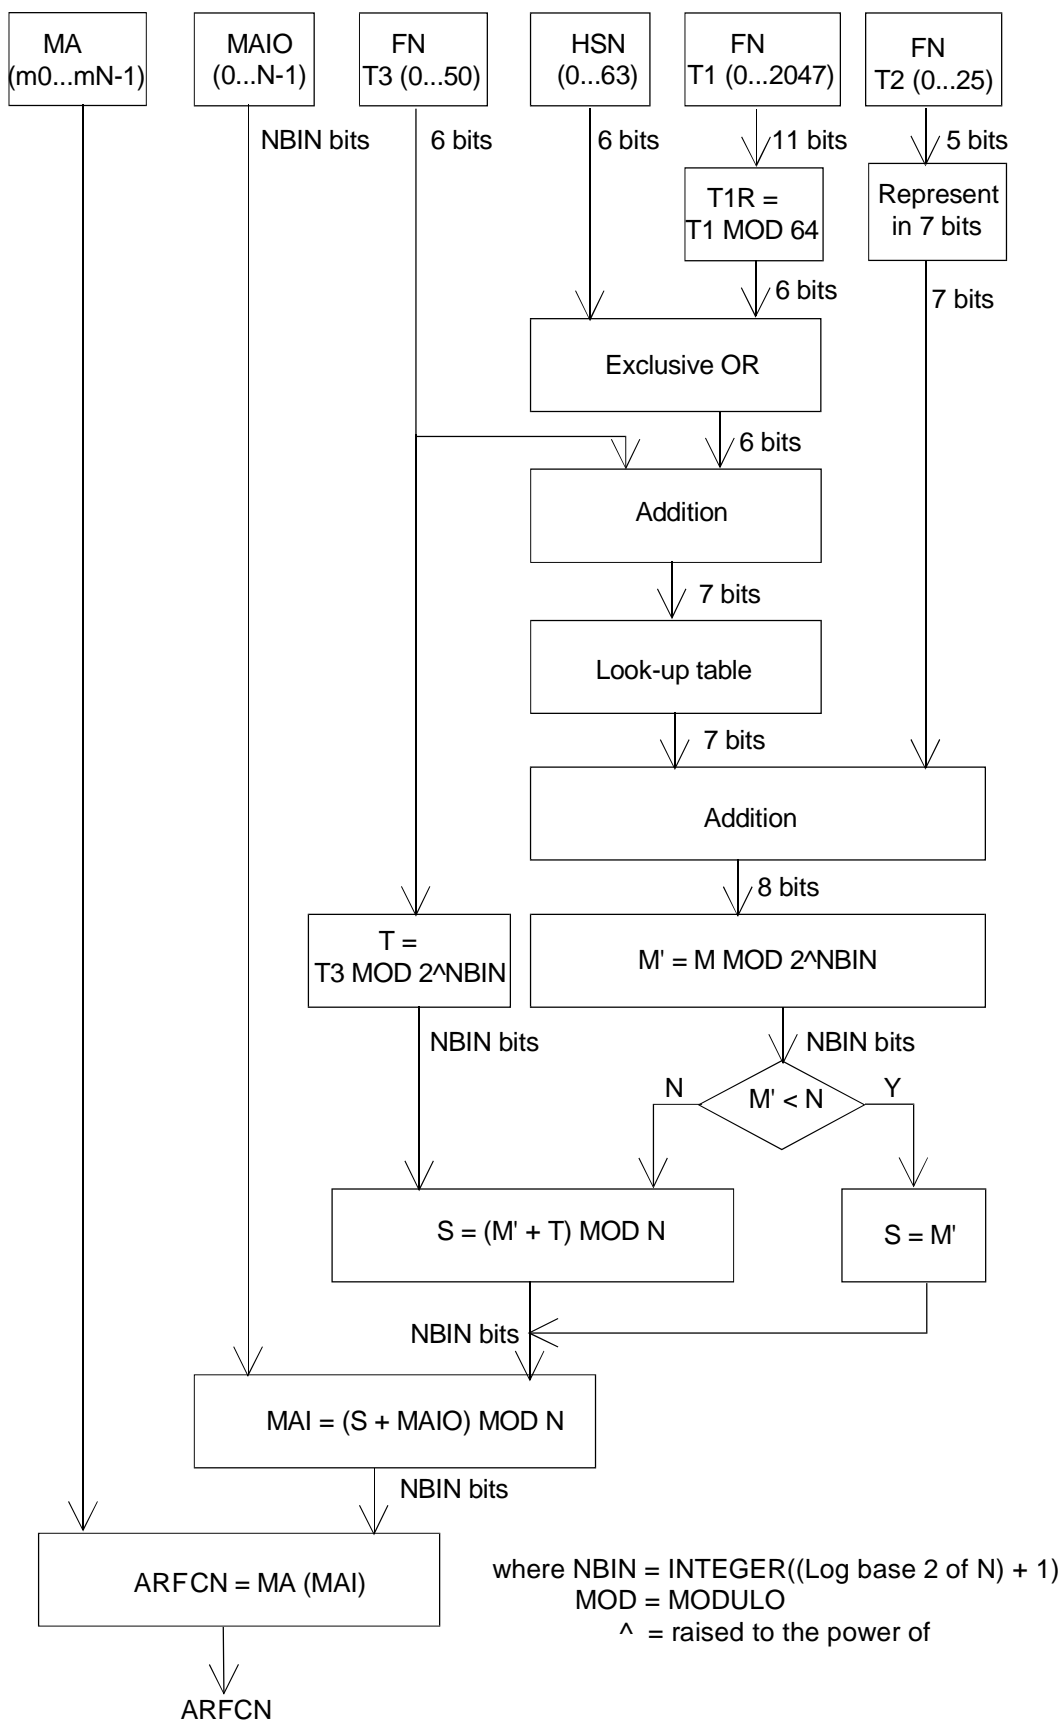 MA
(m0...mN-1)
MAIO
(0...N-1)
FN
T3 (0...50)
HSN
(0...63)
FN
T1 (0...2047)
FN
T2 (0...25)
NBIN bits
6 bits
6 bits
11 bits
5 bits
T1R =
T1 MOD 64
Represent
in 7 bits
6 bits
7 bits
Exclusive OR
6 bits
Addition
7 bits
Look-up table
7 bits
Addition
8 bits
T =
T3 MOD 2^NBIN
M' = M MOD 2^NBIN
NBIN bits
NBIN bits
N
M' < N
Y
S = (M' + T) MOD N
S = M'
NBIN bits
MAI = (S + MAIO) MOD N
NBIN bits
ARFCN = MA (MAI)
where NBIN = INTEGER((Log base 2 of N) + 1)
MOD = MODULO
^ = raised to the power of
ARFCN